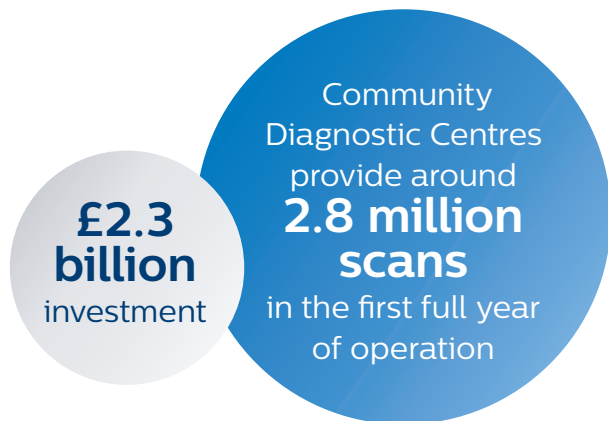 £2.3
billion
investment
Community
Diagnostic Centres
provide around
2.8 million
scans
in the first full year
of operation